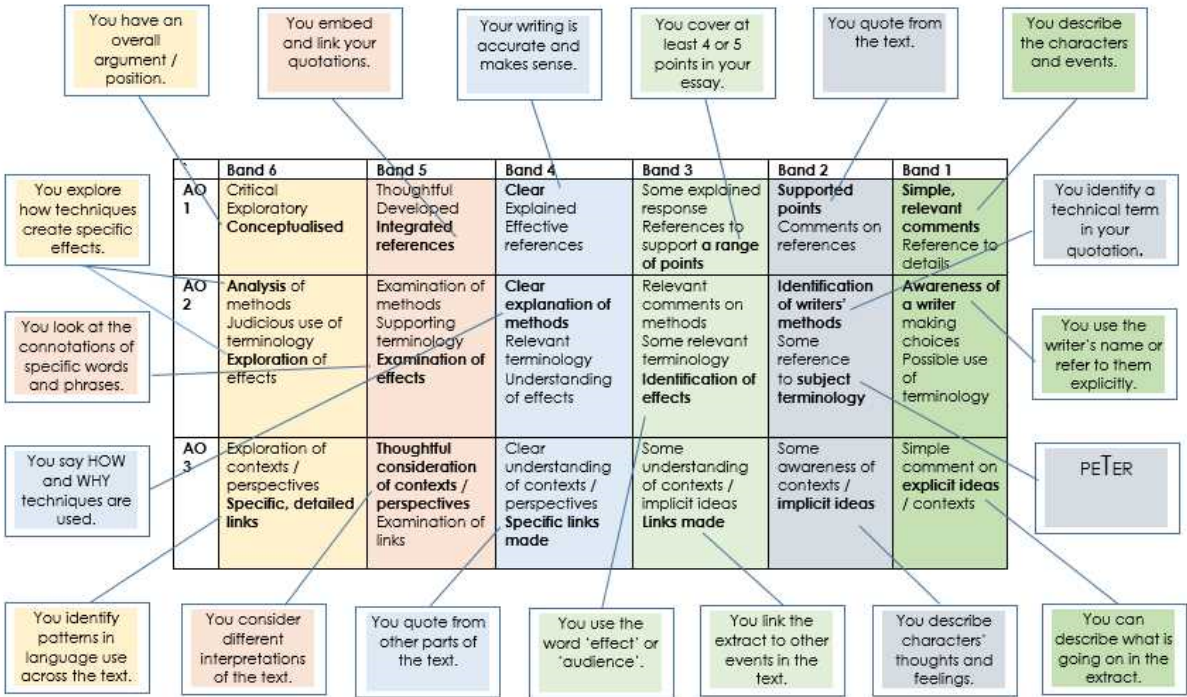 You have an
overall
argument /
position.
You embed
and link your
quotations.
Your writing is
accurate and
makes sense.
You cover at
least 4 or 5
points in your
essay.
You quote from
the text.
You describe
the characters
and events.
You explore
how techniques
create specific
effects.
You look at the
connotations
of specific
words and
phrases.
You say HOW
and WHY
techniques are
used.
Band 6
Band 5
Band 4
Band 3
Band 2
Band 1
AO
1
Critical
Exploratory
Conceptualised
Thoughtful
Developed
Integrated
references
Clear
Explained
Effective
references
Some explained
response
References to
support a range
of points
Supported
points
Comments on
references
Simple,
relevant
comments
Reference to
details
AO
2
Analysis of
methods
Judicious use of
terminology
Exploration of
effects
Examination of
methods
Supporting
terminology
Examination of
effects
Clear
explanation of
methods
Relevant
terminology
Understanding
of effects
Relevant
comments on
methods
Some relevant
terminology
Identification of
effects
Identification
of writers'
methods
Some
reference
to subject
terminology
Awareness of
a writer
making
choices
Possible use
of
terminology
AO
3
Exploration of
contexts /
perspectives
Specific, detailed
links
Thoughtful
consideration
of contexts /
perspectives
Examination of
links
Clear
understanding
of contexts /
perspectives
Specific links
made
Some
understanding
of contexts /
implicit ideas
Links made
Some
awareness of
contexts /
implicit ideas
Simple
comment on
explicit ideas
/ contexts
You identify a
technical term
in your
quotation.
You use the
writer's name or
refer to them
explicitly.
PETER
You identify
patterns in
language use
across the text.
You consider
different
interpretations
of the text.
You quote from
other parts of
the text.
You use the
word 'effect' or
'audience'.
You link the
extract to other
events in the
text.
You describe
characters'
thoughts and
feelings.
You can
describe what is
going on in the
extract.